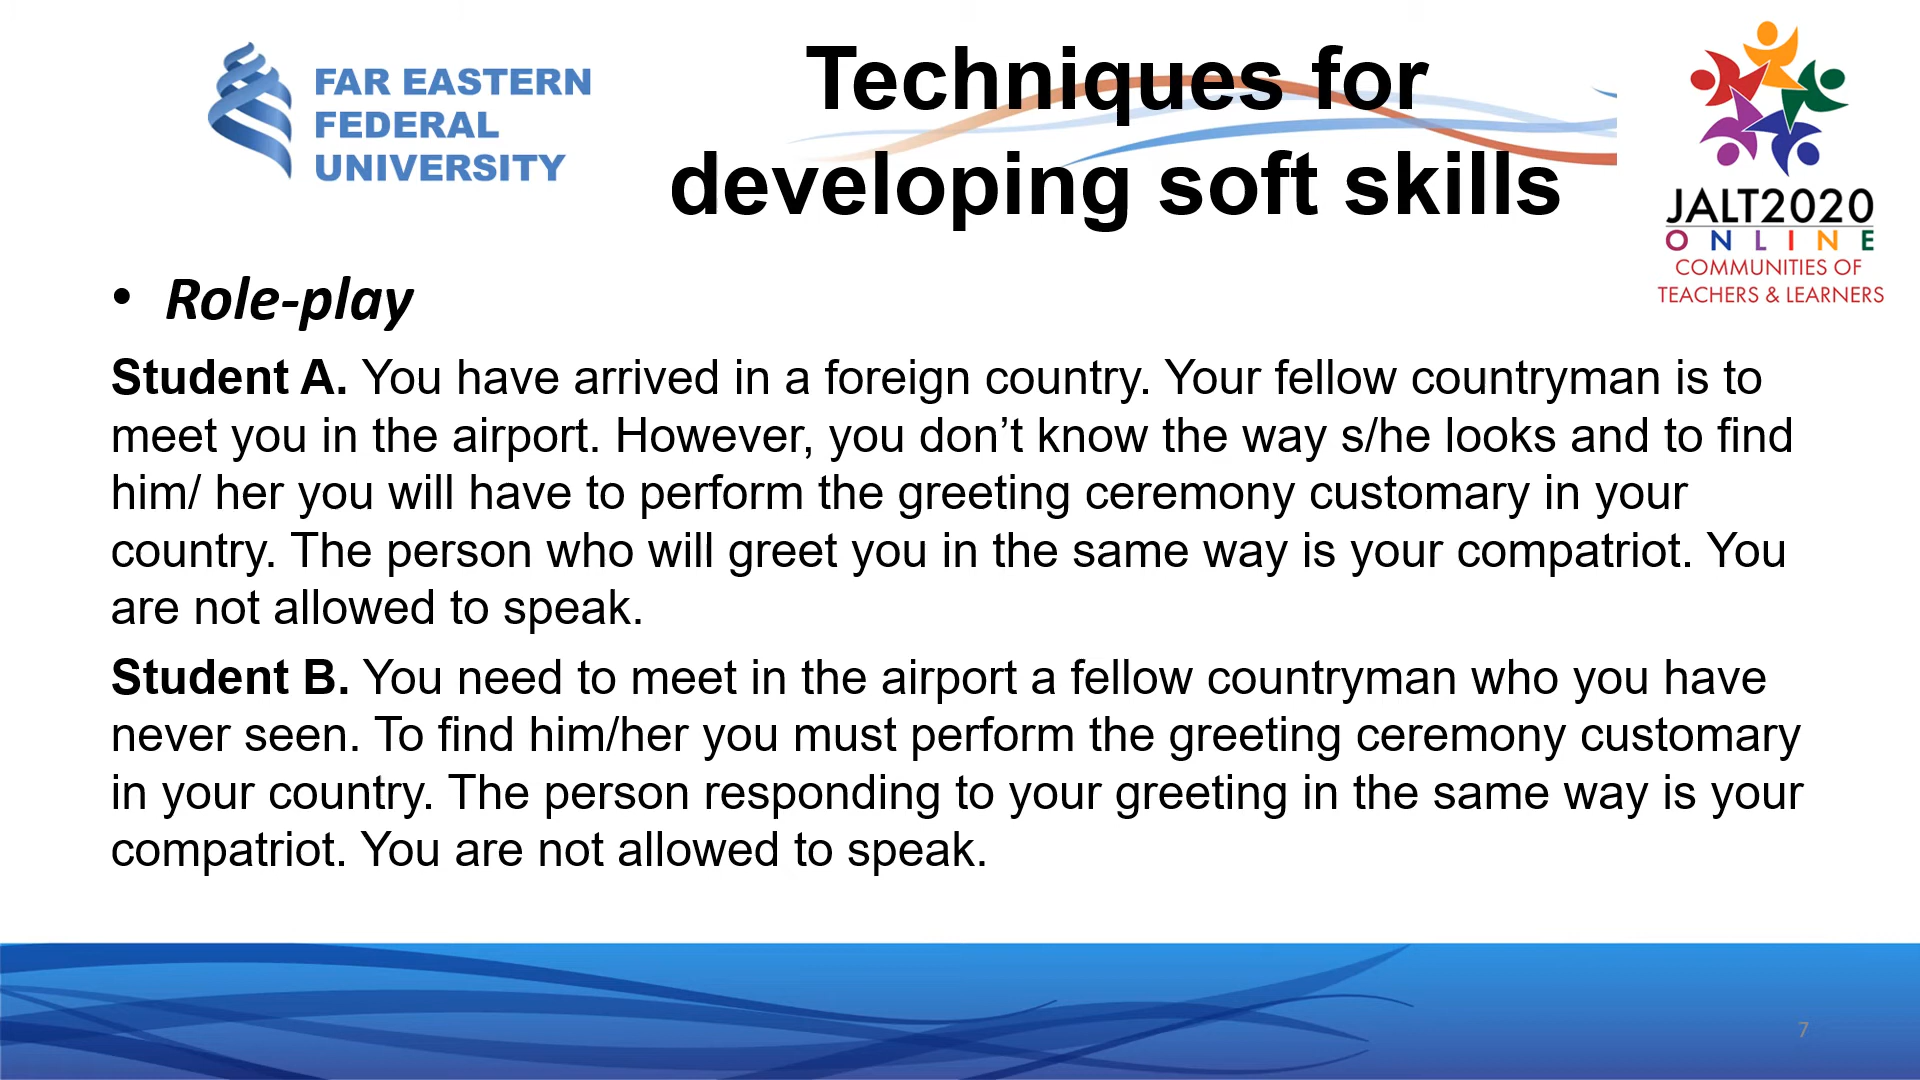 FAR EASTERN
FEDERAL
UNIVERSITY
Techniques for
developing soft skills
JALT2020
ONLINE
COMMUNITIES OF
TEACHERS & LEARNERS
• Role-play
Student A. You have arrived in a foreign country. Your fellow countryman is to
meet you in the airport. However, you don’t know the way s/he looks and to find
him/ her you will have to perform the greeting ceremony customary in your
country. The person who will greet you in the same way is your compatriot. You
are not allowed to speak.
Student B. You need to meet in the airport a fellow countryman who you have
never seen. To find him/her you must perform the greeting ceremony customary
in your country. The person responding to your greeting in the same way is your
compatriot. You are not allowed to speak.
7